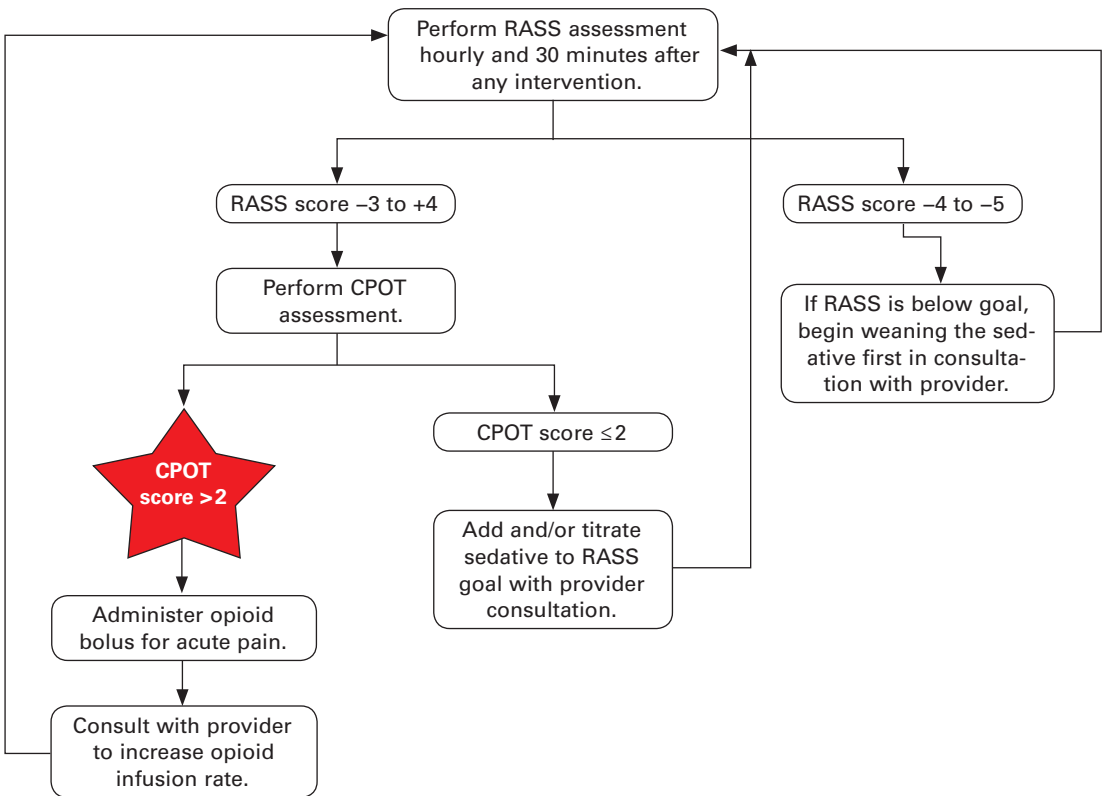 Perform RASS assessment
hourly and 30 minutes after
any intervention.
RASS score −3 to +4
RASS score −4 to −5
Perform CPOT
assessment.
If RASS is below goal,
begin weaning the sed-
ative first in consulta-
tion with provider.
CPOT
score >2
CPOT score ≤2
Add and/or titrate
sedative to RASS
goal with provider
consultation.
Administer opioid
bolus for acute pain.
Consult with provider
to increase opioid
infusion rate.